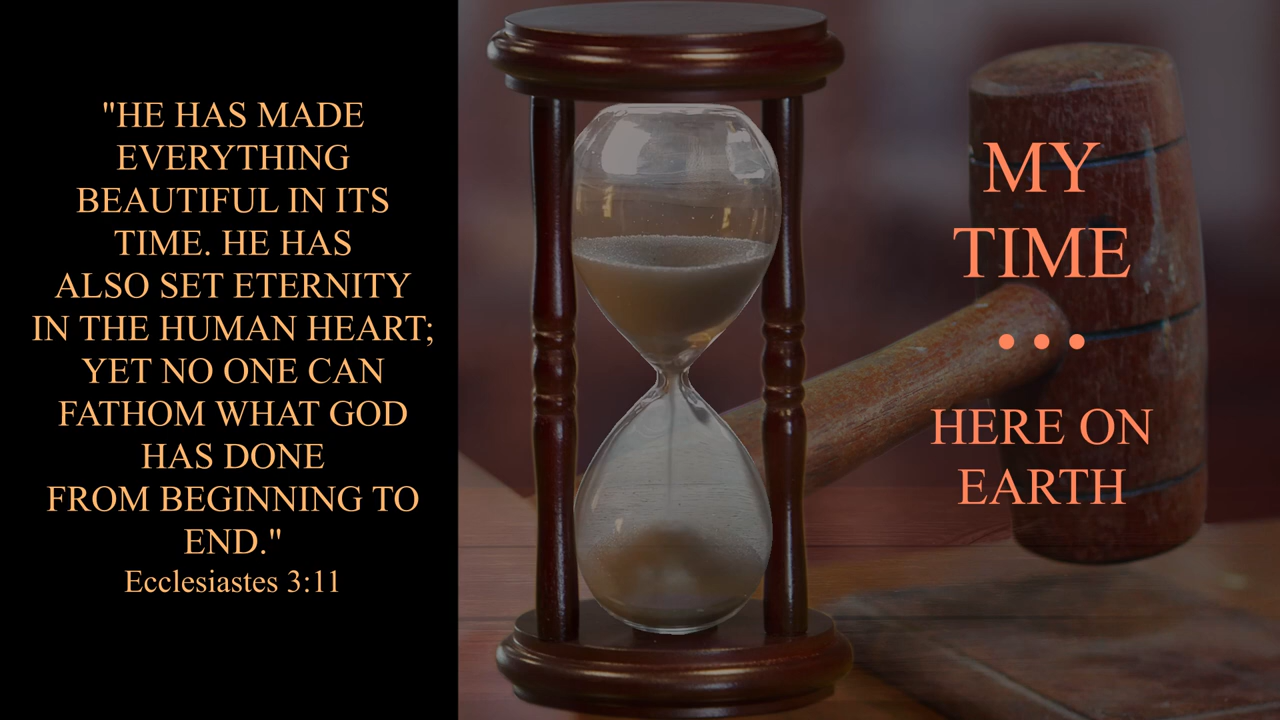 "HE HAS MADE
EVERYTHING
BEAUTIFUL IN ITS
TIME. HE HAS
ALSO SET ETERNITY
IN THE HUMAN HEART;
YET NO ONE CAN
FATHOM WHAT GOD
HAS DONE
FROM BEGINNING TO
END."
Ecclesiastes 3:11
MY
TIME
• • •
HERE ON
EARTH